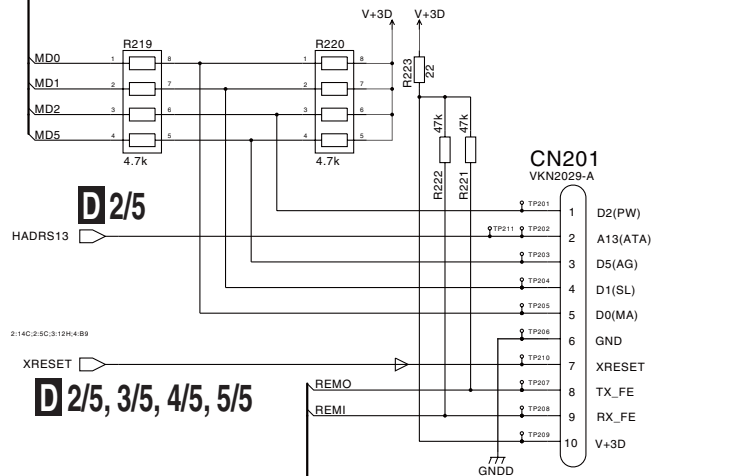 V+3D V+3D
R219 R220
R223 22
MD0 1 8 1 8
MD1 2 7 2 7
MD2 3 6 3 6
MD5 4 5 4 5
4.7k 4.7k
47k 47k
R222 R221
CN201
VKN2029-A
D 2/5
TP201 1 D2(PW)
HADRS13 TP211 TP202 2 A13(ATA)
TP203 3 D5(AG)
TP204 4 D1(SL)
TP205 5 D0(MA)
2:14C;2:5C;3:12H;4:B9
TP206 6 GND
XRESET TP210 7 XRESET
D 2/5, 3/5, 4/5, 5/5
REMO TP207 8 TX_FE
REMI TP208 9 RX_FE
TP209 10 V+3D
GNDD